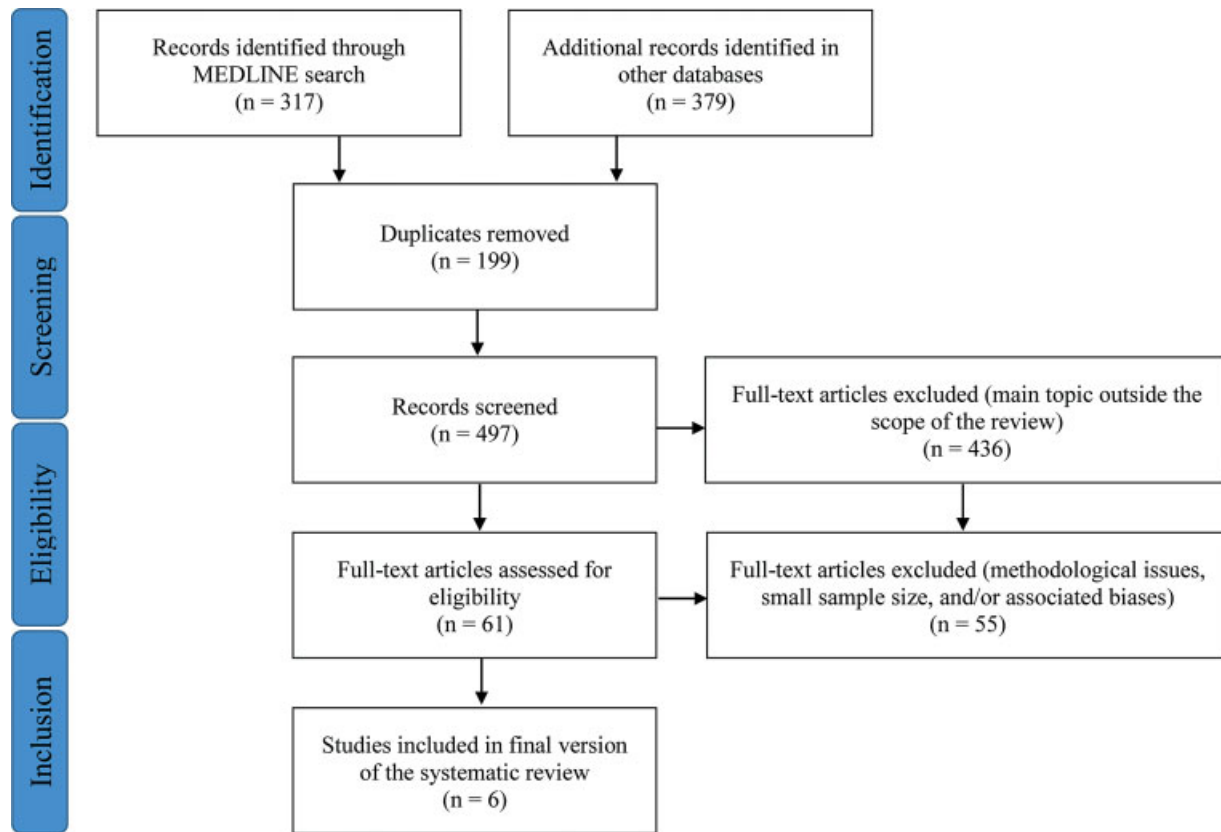 Identification
Records identified through
MEDLINE search
(n = 317)
Additional records identified in
other databases
(n = 379)
Screening
Duplicates removed
(n = 199)
Records screened
(n = 497)
Full-text articles excluded (main topic outside the
scope of the review)
(n = 436)
Eligibility
Full-text articles assessed for
eligibility
(n = 61)
Full-text articles excluded (methodological issues,
small sample size, and/or associated biases)
(n = 55)
Inclusion
Studies included in final version
of the systematic review
(n = 6)